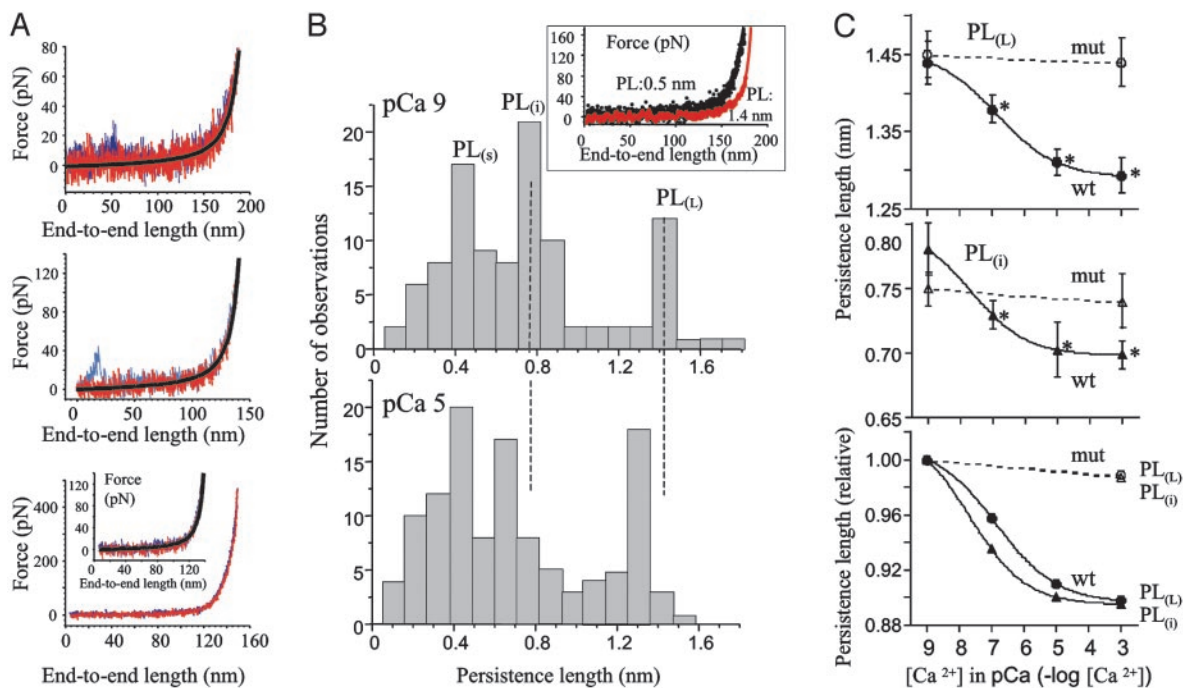 A
80
60
40
20
0
Force (pN)
0 50 100 150 200
End-to-end length (nm)
120
80
40
0
Force (pN)
0 50 100 150
End-to-end length (nm)
400
200
0
Force (pN)
Force
(pN)
120
80
40
0
0 40 80 120
End-to-end length (nm)
0 40 80 120 160
End-to-end length (nm)
B
pCa 9
20
15
10
5
0
PL(s)
PL(i)
PL(L)
0.4 0.8 1.2 1.6
Force (pN)
160
120
80
40
0
PL:0.5 nm
PL:
1.4 nm
0 50 100 150 200
End-to-end length (nm)
Number of observations
pCa 5
20
15
10
5
0
0 0.4 0.8 1.2 1.6
Persistence length (nm)
C
1.45
1.35
1.25
PL(L)
mut
*
*
*
wt
Persistence length (nm)
0.80
0.75
0.70
0.65
PL(i)
mut
*
*
*
wt
Persistence length (relative)
1.00
0.96
0.92
0.88
mut
PL(L)
PL(i)
wt
PL(L)
PL(i)
9 8 7 6 5 4 3
[Ca 2+] in pCa (-log [Ca 2+])